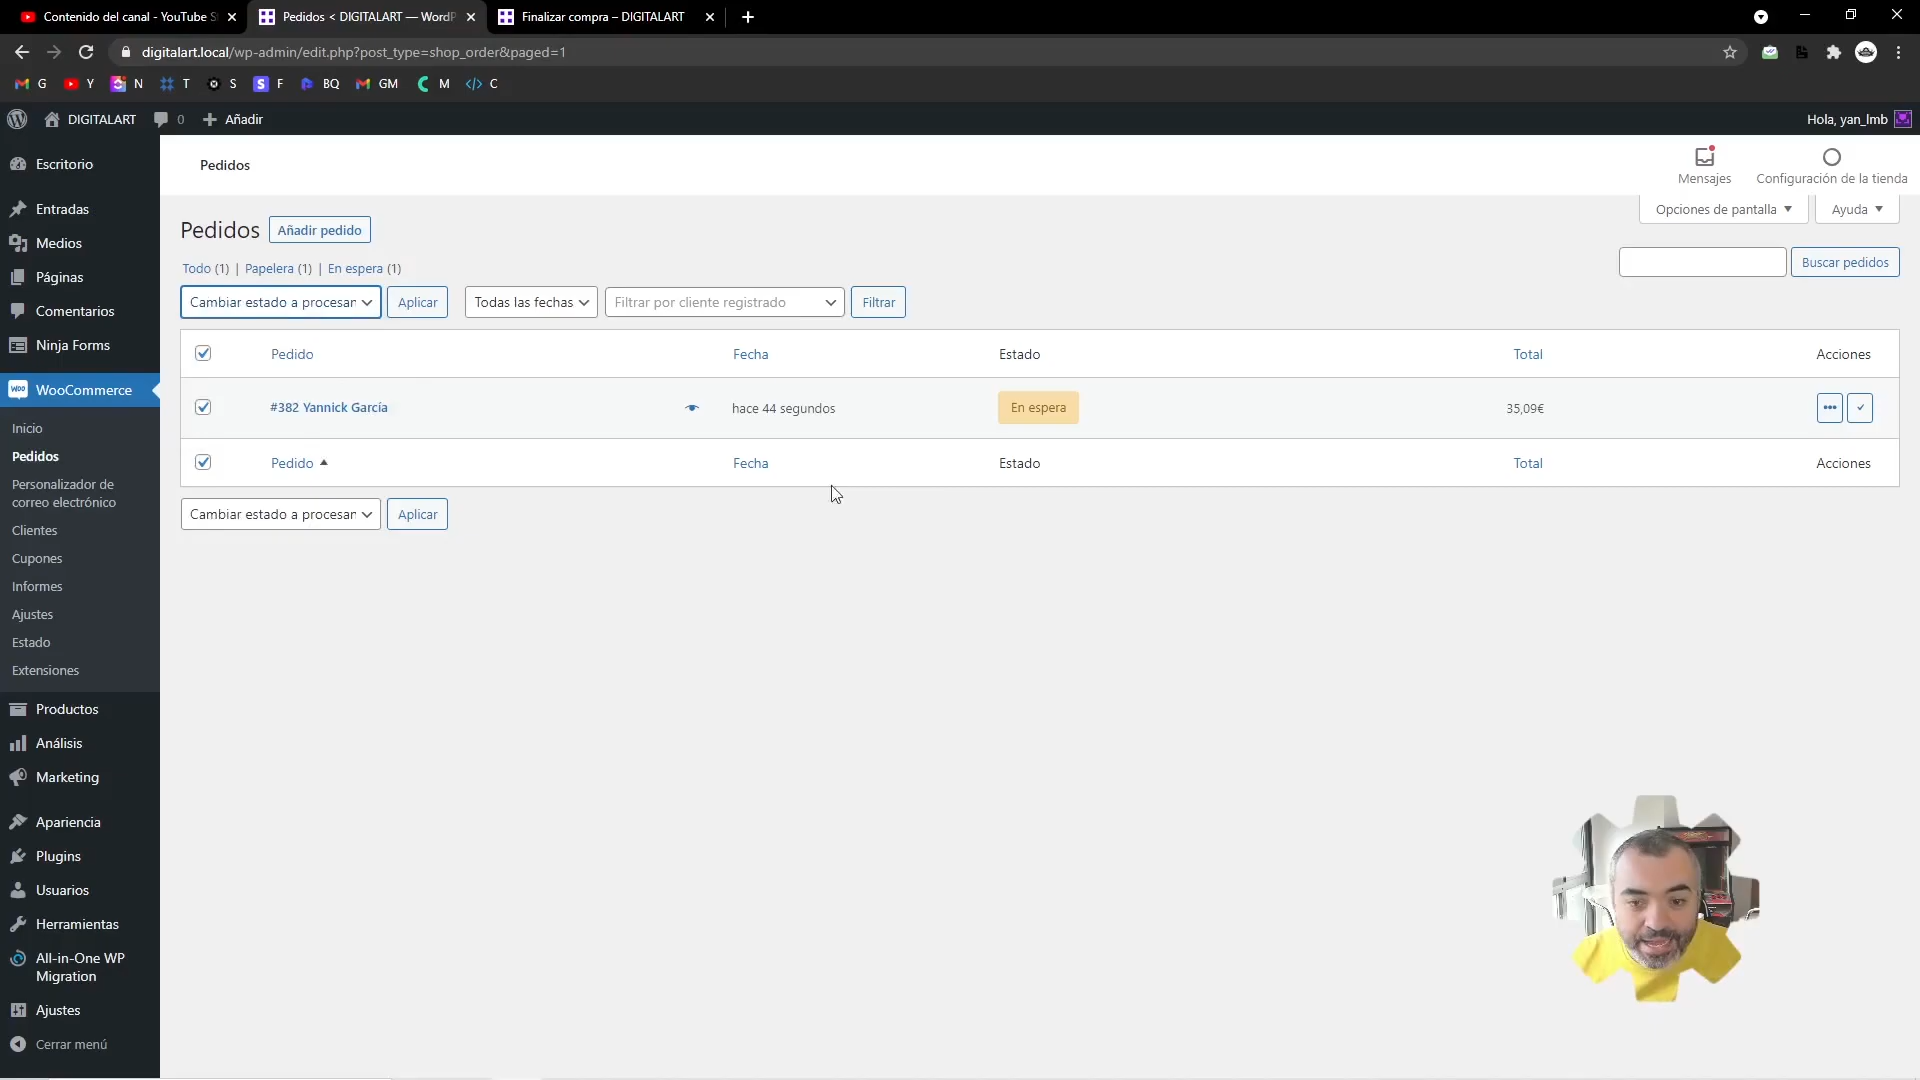 Contenido del canal - YouTube S
Pedidos < DIGITALART — WordP
Finalizar compra – DIGITALART
digitalart.local/wp-admin/edit.php?post_type=shop_order&paged=1
G Y N T S F BQ GM M C
DIGITALART 0 Añadir
Hola, yan_lmb
Escritorio
Entradas
Medios
Páginas
Comentarios
Ninja Forms
WooCommerce
Inicio
Pedidos
Personalizador de
correo electrónico
Clientes
Cupones
Informes
Ajustes
Estado
Extensiones
Productos
Análisis
Marketing
Apariencia
Plugins
Usuarios
Herramientas
All-in-One WP
Migration
Ajustes
Cerrar menú
Pedidos
Mensajes
Configuración de la tienda
Opciones de pantalla
Ayuda
Pedidos Añadir pedido
Todo (1) | Papelera (1) | En espera (1)
Buscar pedidos
Cambiar estado a procesar Aplicar Todas las fechas Filtrar por cliente registrado Filtrar
Pedido Fecha Estado Total Acciones
#382 Yannick García hace 44 segundos En espera 35,09€
Pedido Fecha Estado Total Acciones
Cambiar estado a procesar Aplicar